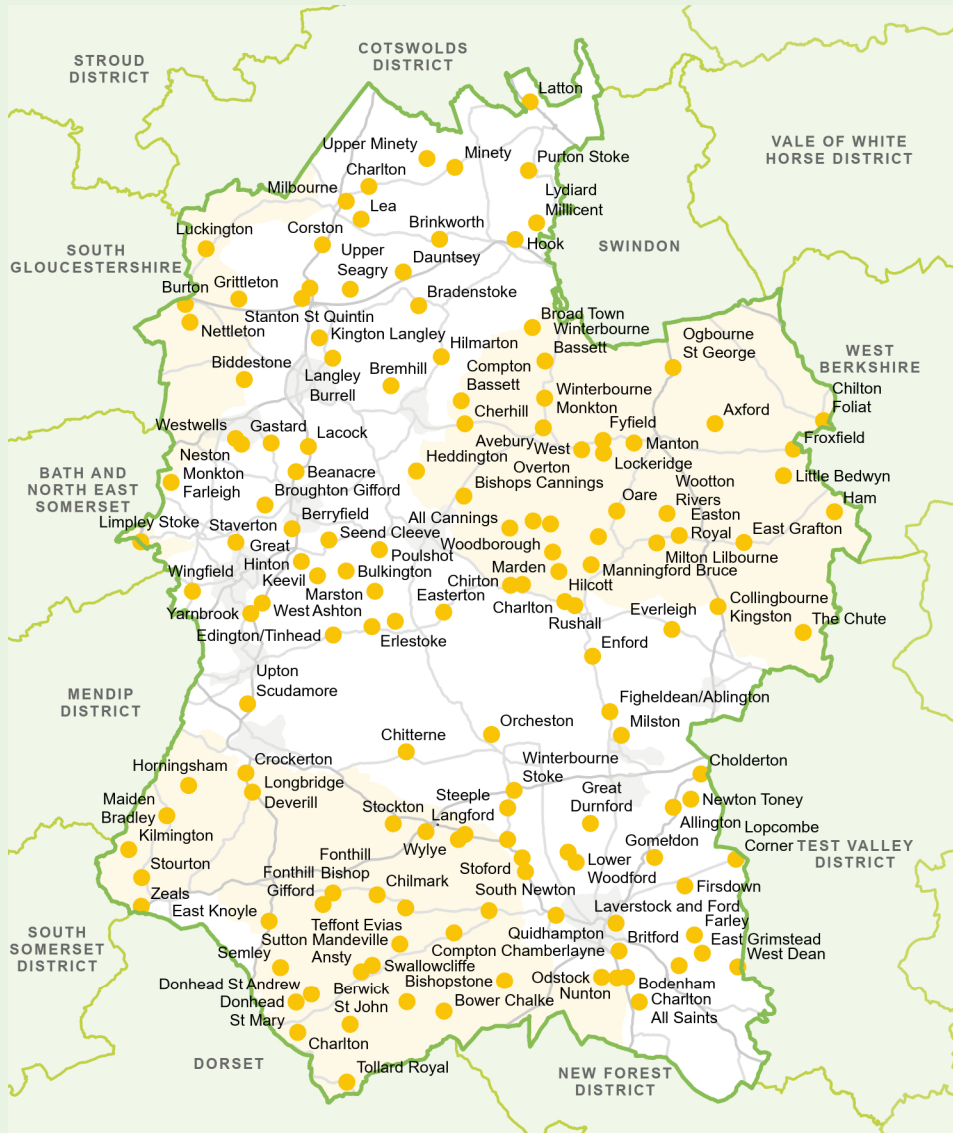 COTSWOLDS
DISTRICT
STROUD
DISTRICT
Latton
VALE OF WHITE
HORSE DISTRICT
Upper Minety
Minety
Purton Stoke
Charlton
Milbourne
Lea
Lydiard
Millicent
Luckington
Corston
Brinkworth
Hook
SWINDON
SOUTH
GLOUCESTERSHIRE
Upper
Seagry
Dauntsey
Burton
Grittleton
Bradenstoke
Stanton St Quintin
Nettleton
Kington Langley
Broad Town
Winterbourne
Bassett
Ogbourne
St George
Hilmarton
WEST
BERKSHIRE
Biddestone
Langley
Burrell
Bremhill
Compton
Bassett
Chilton
Foliat
Winterbourne
Monkton
Cherhill
Axford
Westwells
Gastard
Lacock
Fyfield
Froxfield
Neston
Avebury
West
Overton
Manton
Heddington
Lockeridge
BATH AND
NORTH EAST
SOMERSET
Monkton
Farleigh
Beanacre
Bishops Cannings
Wootton
Rivers
Little Bedwyn
Broughton Gifford
Oare
Ham
Limpley Stoke
Staverton
Berryfield
All Cannings
Easton
Royal
East Grafton
Seend Cleeve
Great
Hinton
Woodborough
Poulshot
Milton Lilbourne
Wingfield
Keevil
Bulkington
Marden
Manningford Bruce
Marston
Chirton
Hilcott
Easterton
Collingbourne
Kingston
Yarnbrook
West Ashton
Charlton
Rushall
Everleigh
The Chute
Edington/Tinhead
Erlestoke
Enford
Upton
Scudamore
MENDIP
DISTRICT
Figheldean/Ablington
Orcheston
Milston
Chitterne
Horningsham
Crockerton
Winterbourne
Stoke
Cholderton
Longbridge
Deverill
Maiden
Bradley
Stockton
Steeple
Langford
Great
Durnford
Newton Toney
Allington
Kilmington
Wylye
Gomeldon
Lopcombe
Corner
TEST VALLEY
DISTRICT
Stourton
Fonthill
Bishop
Stoford
Lower
Woodford
Fonthill
Gifford
Chilmark
South Newton
Firsdown
Zeals
East Knoyle
Laverstock and Ford
Teffont Evias
Farley
SOUTH
SOMERSET
DISTRICT
Sutton Mandeville
Quidhampton
Britford
East Grimstead
Semley
Ansty
Compton Chamberlayne
West Dean
Swallowcliffe
Donhead St Andrew
Berwick
St John
Bishopstone
Odstock
Nunton
Bodenham
Donhead
St Mary
Bower Chalke
Charlton
All Saints
Charlton
DORSET
Tollard Royal
NEW FOREST
DISTRICT